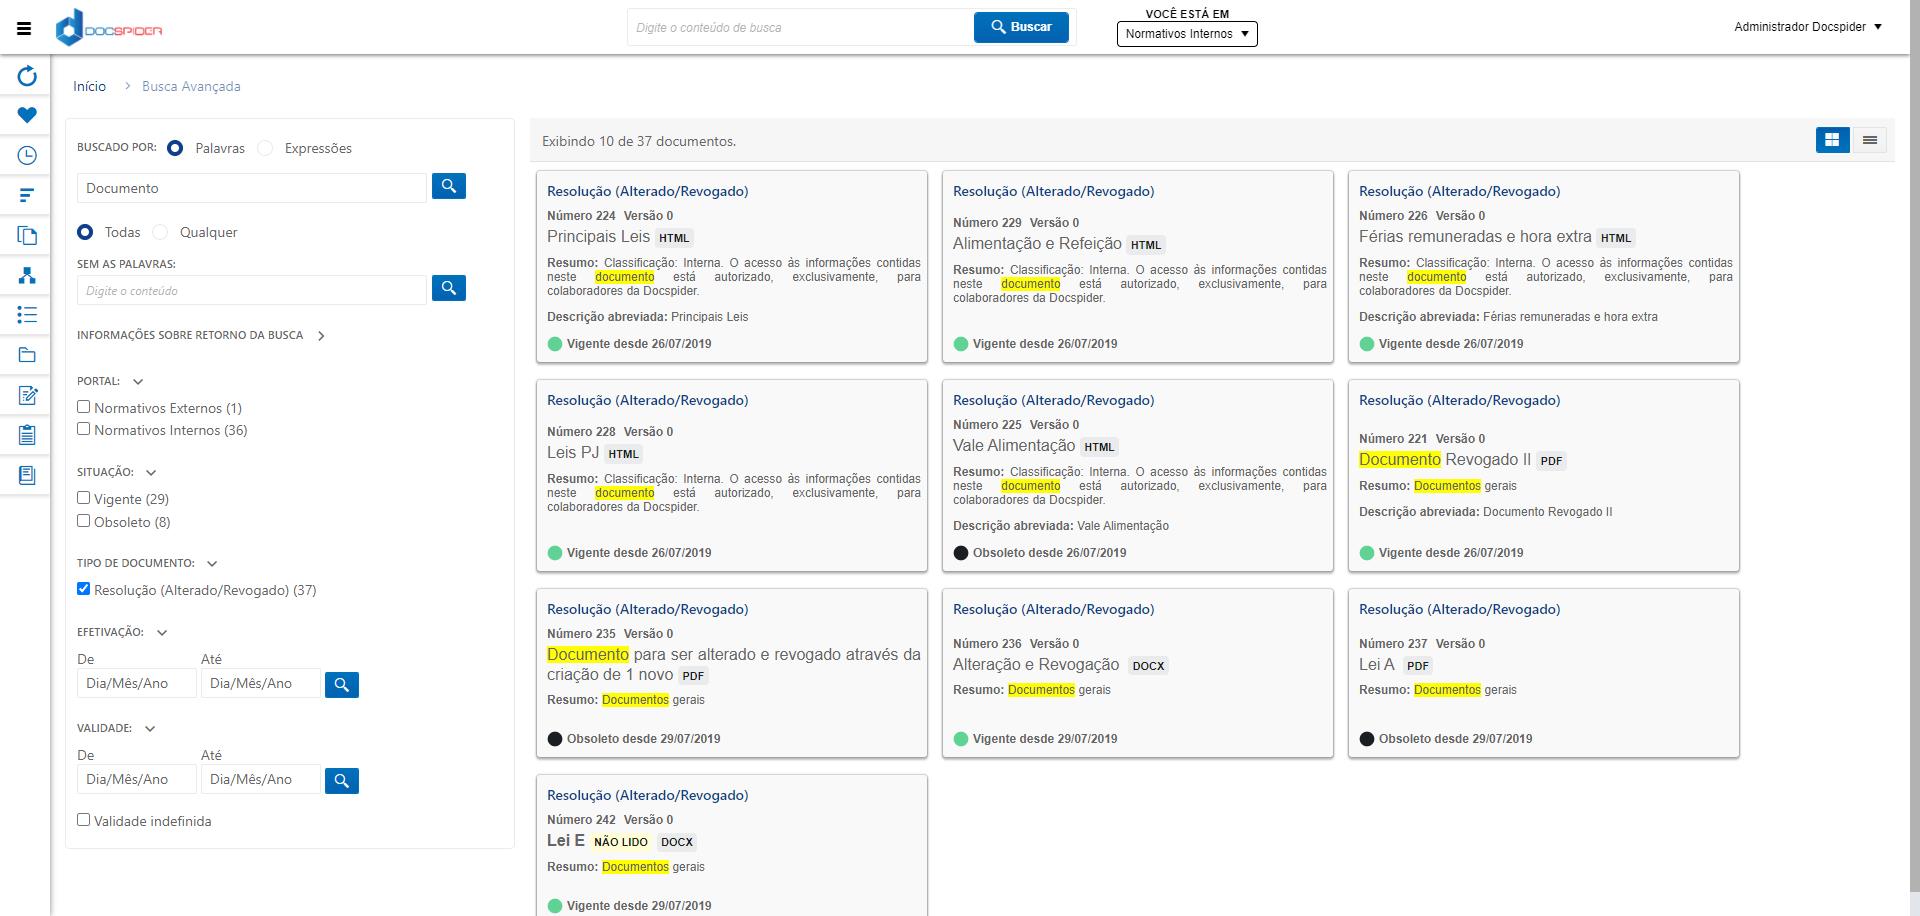 DOCSPIDER
Digite o conteúdo de busca
Buscar
VOCÊ ESTÁ EM
Normativos Internos
Administrador Docspider
Início
Busca Avançada
BUSCADO POR: Palavras Expressões
Documento
Todas Qualquer
SEM AS PALAVRAS:
Digite o conteúdo
INFORMAÇÕES SOBRE RETORNO DA BUSCA
PORTAL:
Normativos Externos (1)
Normativos Internos (36)
SITUAÇÃO:
Vigente (29)
Obsoleto (8)
TIPO DE DOCUMENTO:
Resolução (Alterado/Revogado) (37)
EFETIVAÇÃO:
De Até
Dia/Mês/Ano Dia/Mês/Ano
VALIDADE:
De Até
Dia/Mês/Ano Dia/Mês/Ano
Validade indefinida
Exibindo 10 de 37 documentos.
Resolução (Alterado/Revogado)
Número 224 Versão 0
Principais Leis HTML
Resumo: Classificação: Interna. O acesso às informações contidas
neste documento está autorizado, exclusivamente, para
colaboradores da Docspider.
Descrição abreviada: Principais Leis
Vigente desde 26/07/2019
Resolução (Alterado/Revogado)
Número 229 Versão 0
Alimentação e Refeição HTML
Resumo: Classificação: Interna. O acesso às informações contidas
neste documento está autorizado, exclusivamente, para
colaboradores da Docspider.
Vigente desde 26/07/2019
Resolução (Alterado/Revogado)
Número 226 Versão 0
Férias remuneradas e hora extra HTML
Resumo: Classificação: Interna. O acesso às informações contidas
neste documento está autorizado, exclusivamente, para
colaboradores da Docspider.
Descrição abreviada: Férias remuneradas e hora extra
Vigente desde 26/07/2019
Resolução (Alterado/Revogado)
Número 228 Versão 0
Leis PJ HTML
Resumo: Classificação: Interna. O acesso às informações contidas
neste documento está autorizado, exclusivamente, para
colaboradores da Docspider.
Vigente desde 26/07/2019
Resolução (Alterado/Revogado)
Número 225 Versão 0
Vale Alimentação HTML
Resumo: Classificação: Interna. O acesso às informações contidas
neste documento está autorizado, exclusivamente, para
colaboradores da Docspider.
Descrição abreviada: Vale Alimentação
Obsoleto desde 26/07/2019
Resolução (Alterado/Revogado)
Número 221 Versão 0
Documento Revogado II PDF
Resumo: Documentos gerais
Descrição abreviada: Documento Revogado II
Vigente desde 26/07/2019
Resolução (Alterado/Revogado)
Número 235 Versão 0
Documento para ser alterado e revogado através da
criação de 1 novo PDF
Resumo: Documentos gerais
Obsoleto desde 29/07/2019
Resolução (Alterado/Revogado)
Número 236 Versão 0
Alteração e Revogação DOCX
Resumo: Documentos gerais
Vigente desde 29/07/2019
Resolução (Alterado/Revogado)
Número 237 Versão 0
Lei A PDF
Resumo: Documentos gerais
Obsoleto desde 29/07/2019
Resolução (Alterado/Revogado)
Número 242 Versão 0
Lei E NÃO LIDO DOCX
Resumo: Documentos gerais
Vigente desde 29/07/2019